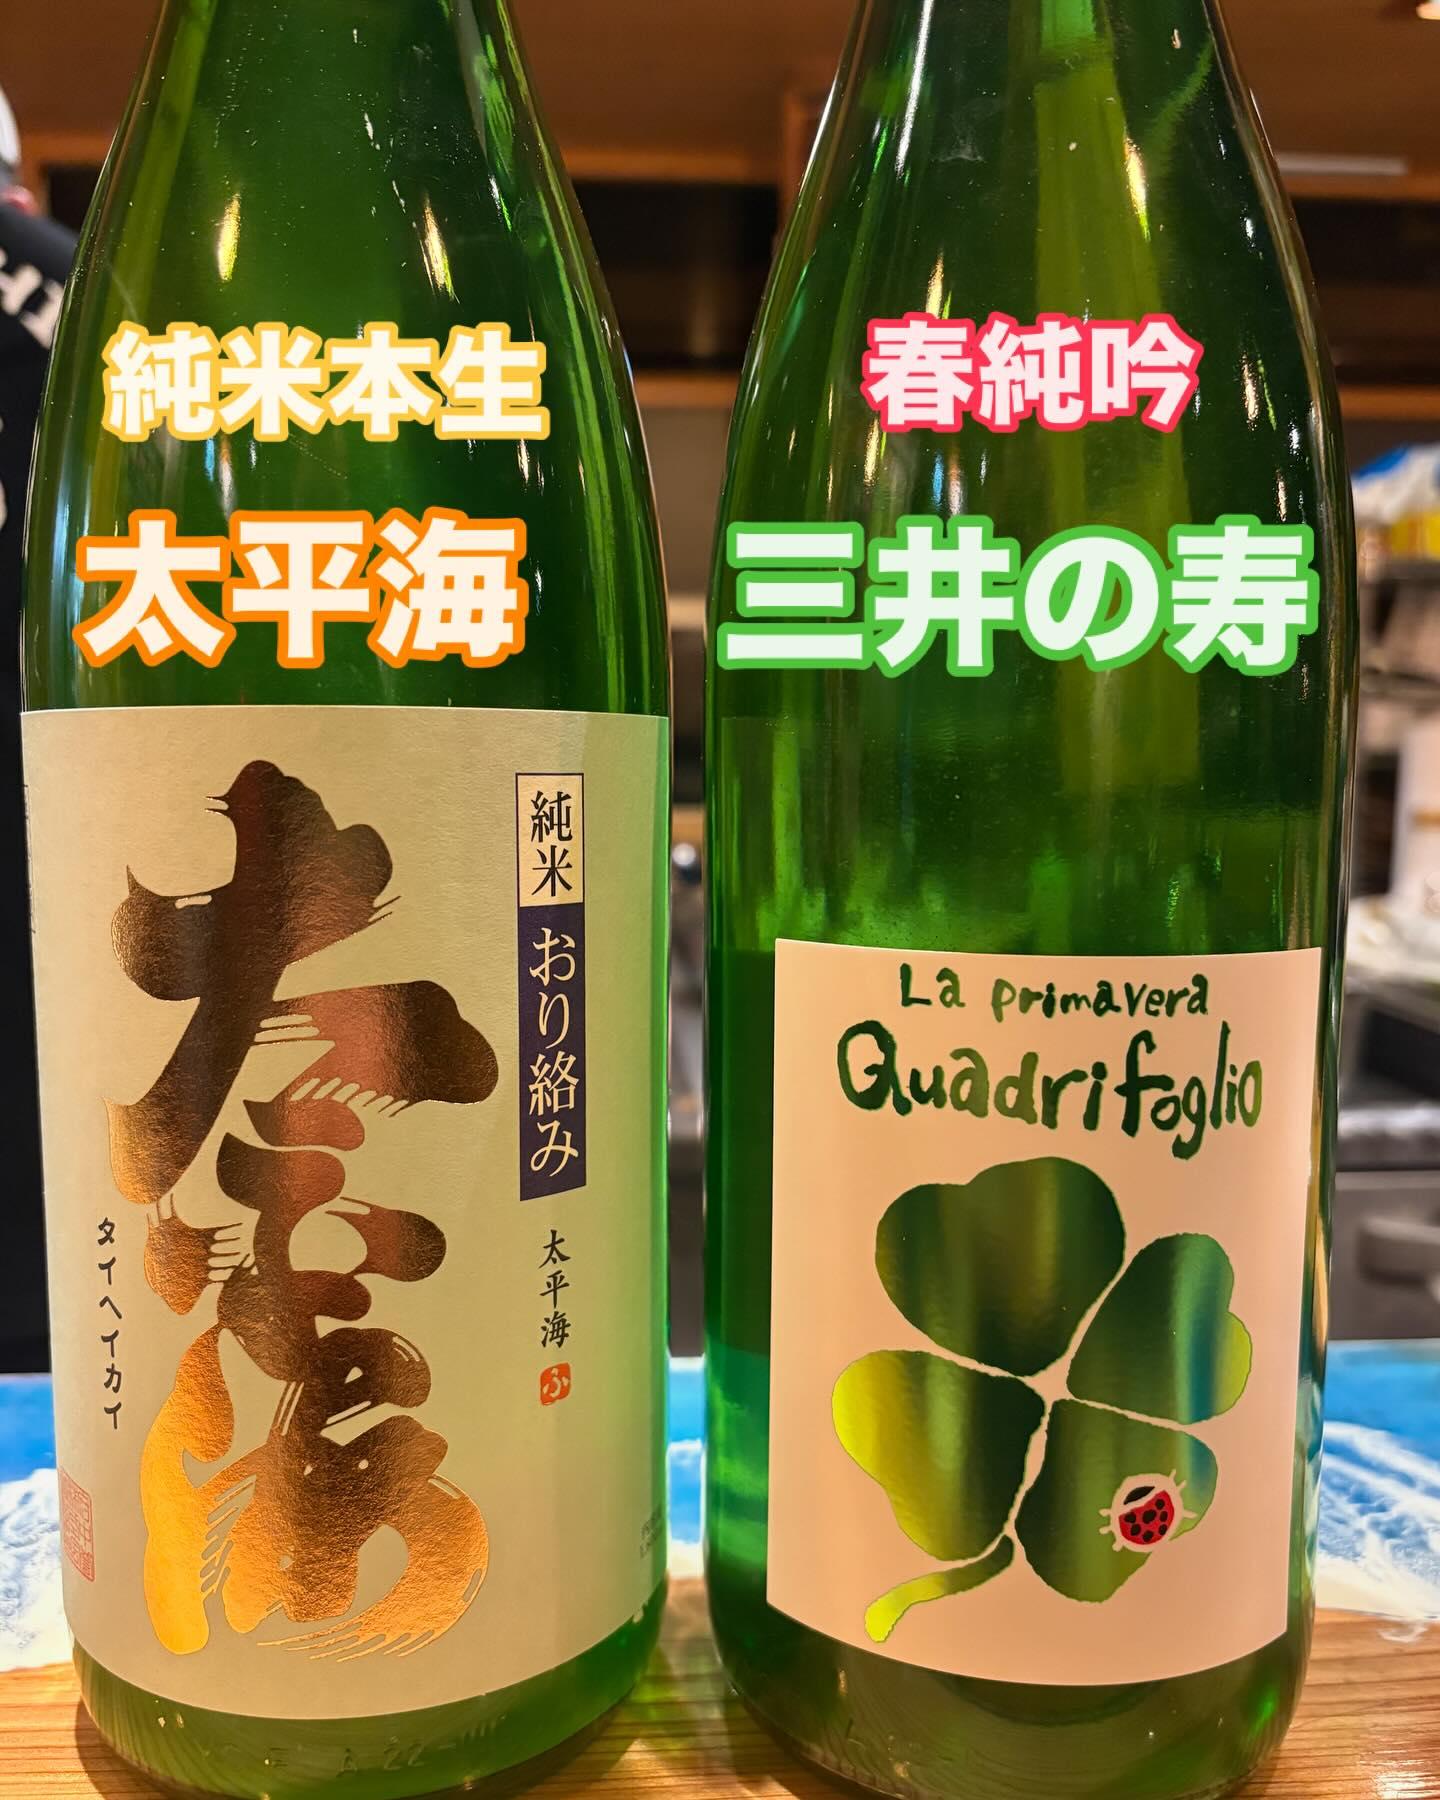 純米本生
太平海
春純吟
三井の寿
太平海
純米
おり絡み
太平海
ふ
タイヘイカイ
La primavera
Quadrifoglio